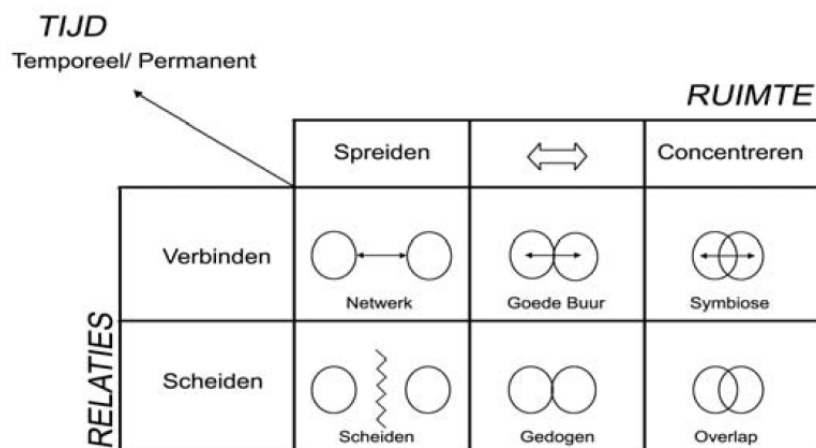 TIJD
Temporeel/ Permanent
RUIMTE
Spreiden
Concentreren
Verbinden
Netwerk
Goede Buur
Symbiose
RELATIES
Scheiden
Scheiden
Gedogen
Overlap